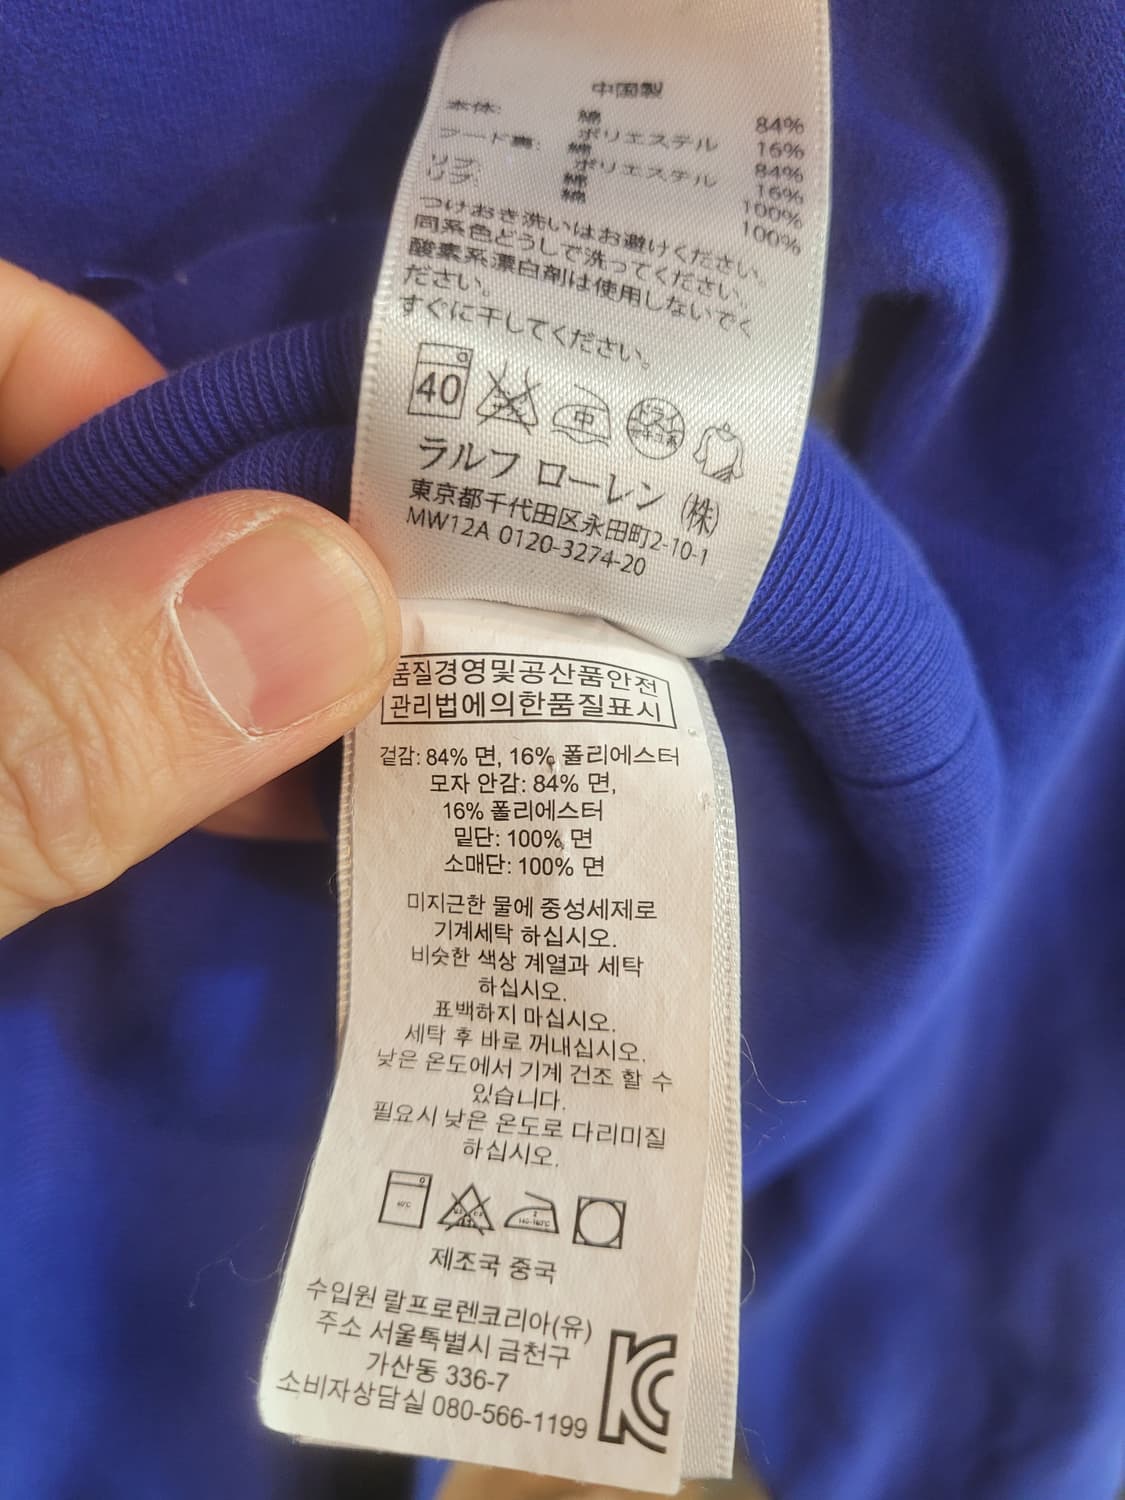 中国製
本体: 綿 84%
ポリエステル 16%
フード裏: 綿 84%
ポリエステル 16%
リブ: 綿 100%
リブ: 綿 100%
つけおき洗いはお避けください。
同系色どうしで洗ってください。
酸素系漂白剤は使用しないでく
ださい。
すぐに干してください。
40 中 ドライ
ラルフ ローレン (株)
東京都千代田区永田町2-10-1
MW12A 0120-3274-20
품질경영및공산품안전
관리법에의한품질표시
겉감: 84% 면, 16% 폴리에스터
모자 안감: 84% 면,
16% 폴리에스터
밑단: 100% 면
소매단: 100% 면
미지근한 물에 중성세제로
기계세탁 하십시오.
비슷한 색상 계열과 세탁
하십시오.
표백하지 마십시오.
세탁 후 바로 꺼내십시오.
낮은 온도에서 기계 건조 할 수
있습니다.
필요시 낮은 온도로 다리미질
하십시오.
제조국 중국
수입원 랄프로렌코리아(유)
주소 서울특별시 금천구
가산동 336-7
소비자상담실 080-566-1199